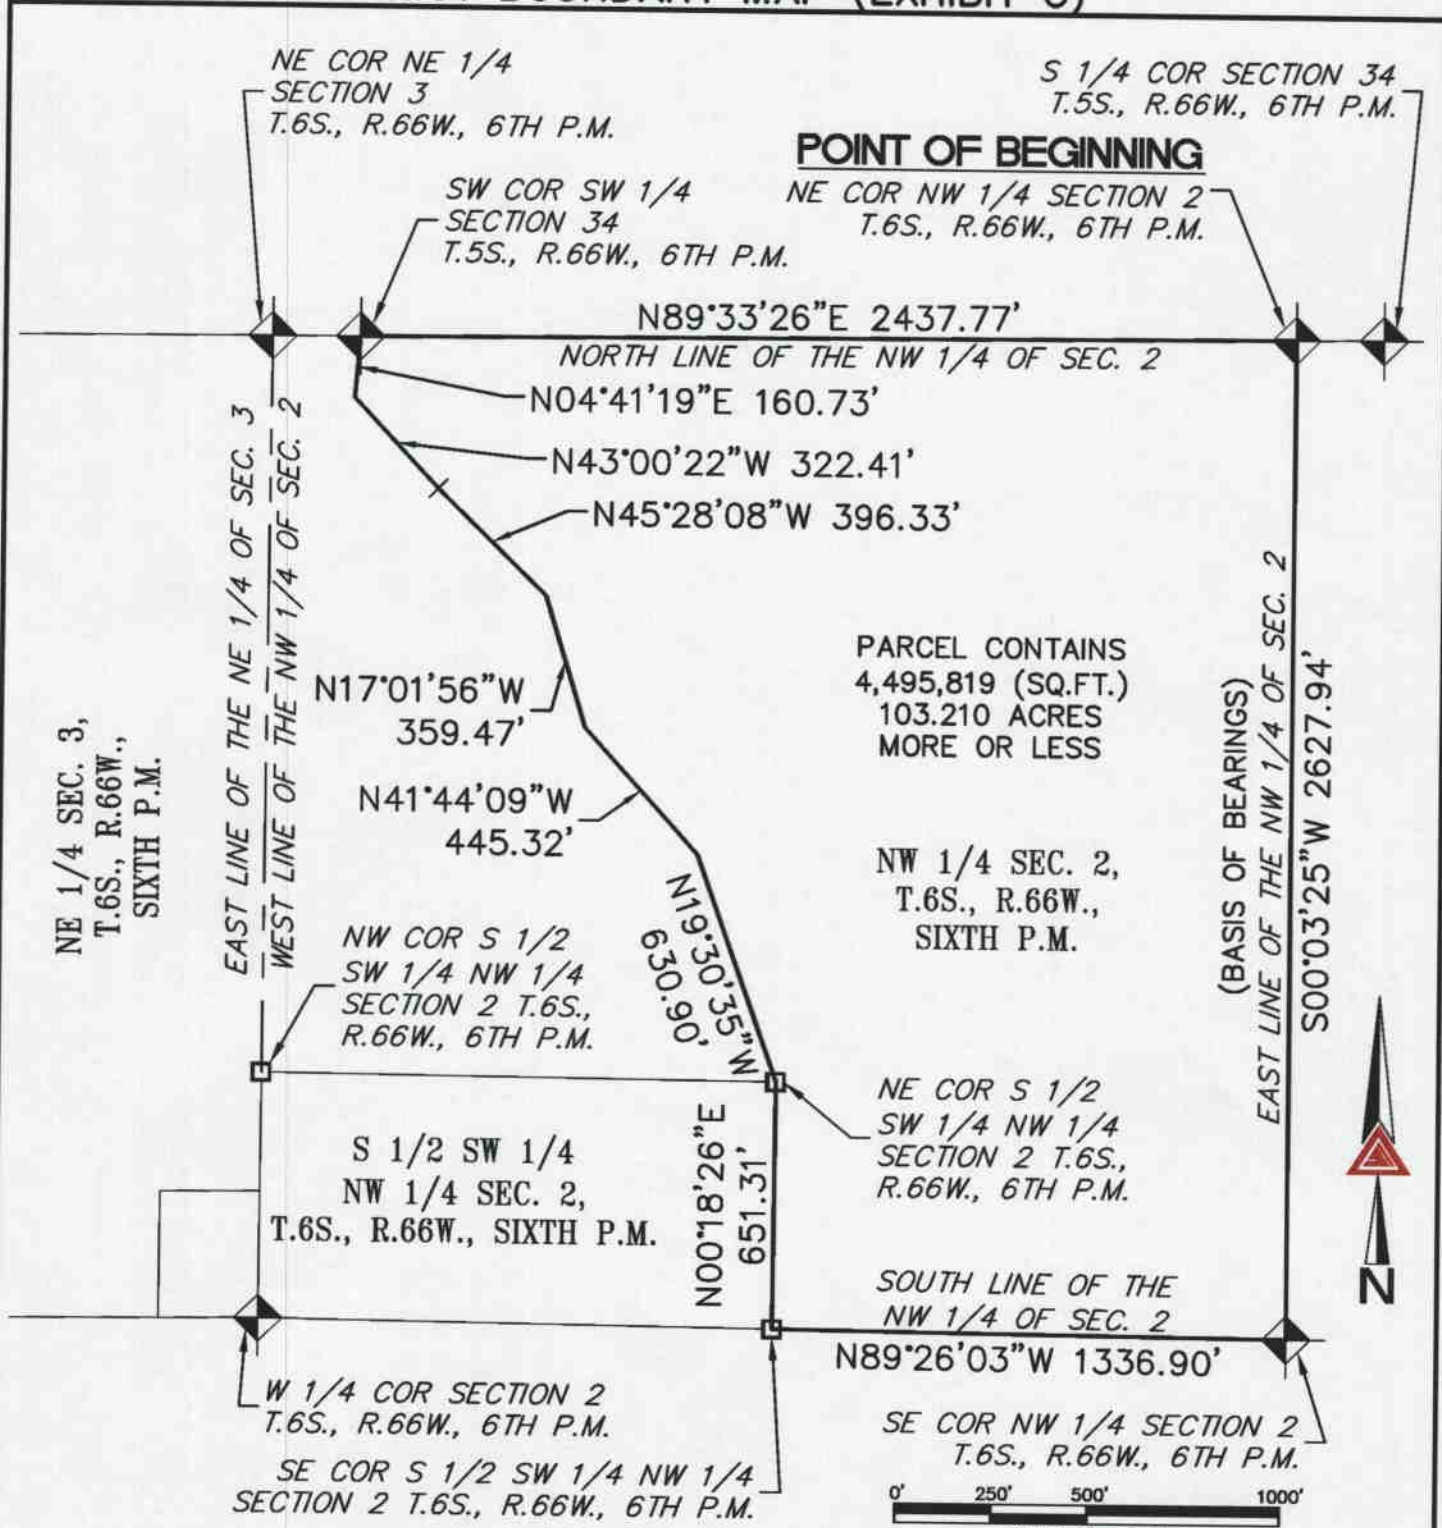 BOUNDARY MAP (EXHIBIT C)
NE COR NE 1/4
SECTION 3
T.6S., R.66W., 6TH P.M.
S 1/4 COR SECTION 34
T.5S., R.66W., 6TH P.M.
POINT OF BEGINNING
NE COR NW 1/4 SECTION 2
T.6S., R.66W., 6TH P.M.
SW COR SW 1/4
SECTION 34
T.5S., R.66W., 6TH P.M.
N89°33'26"E 2437.77'
NORTH LINE OF THE NW 1/4 OF SEC. 2
N04°41'19"E 160.73'
N43°00'22"W 322.41'
N45°28'08"W 396.33'
EAST LINE OF THE NE 1/4 OF SEC. 3
WEST LINE OF THE NW 1/4 OF SEC. 2
N17°01'56"W
359.47'
PARCEL CONTAINS
4,495,819 (SQ.FT.)
103.210 ACRES
MORE OR LESS
N41°44'09"W
445.32'
NE 1/4 SEC. 3,
T.6S., R.66W.,
SIXTH P.M.
NW 1/4 SEC. 2,
T.6S., R.66W.,
SIXTH P.M.
(BASIS OF BEARINGS)
EAST LINE OF THE NW 1/4 OF SEC. 2
S00°03'25"W 2627.94'
N19°30'35"W
630.90'
NW COR S 1/2
SW 1/4 NW 1/4
SECTION 2 T.6S.,
R.66W., 6TH P.M.
NE COR S 1/2
SW 1/4 NW 1/4
SECTION 2 T.6S.,
R.66W., 6TH P.M.
S 1/2 SW 1/4
NW 1/4 SEC. 2,
T.6S., R.66W., SIXTH P.M.
N00°18'26"E
651.31'
SOUTH LINE OF THE
NW 1/4 OF SEC. 2
N89°26'03"W 1336.90'
N
W 1/4 COR SECTION 2
T.6S., R.66W., 6TH P.M.
SE COR NW 1/4 SECTION 2
T.6S., R.66W., 6TH P.M.
SE COR S 1/2 SW 1/4 NW 1/4
SECTION 2 T.6S., R.66W., 6TH P.M.
0' 250' 500' 1000'